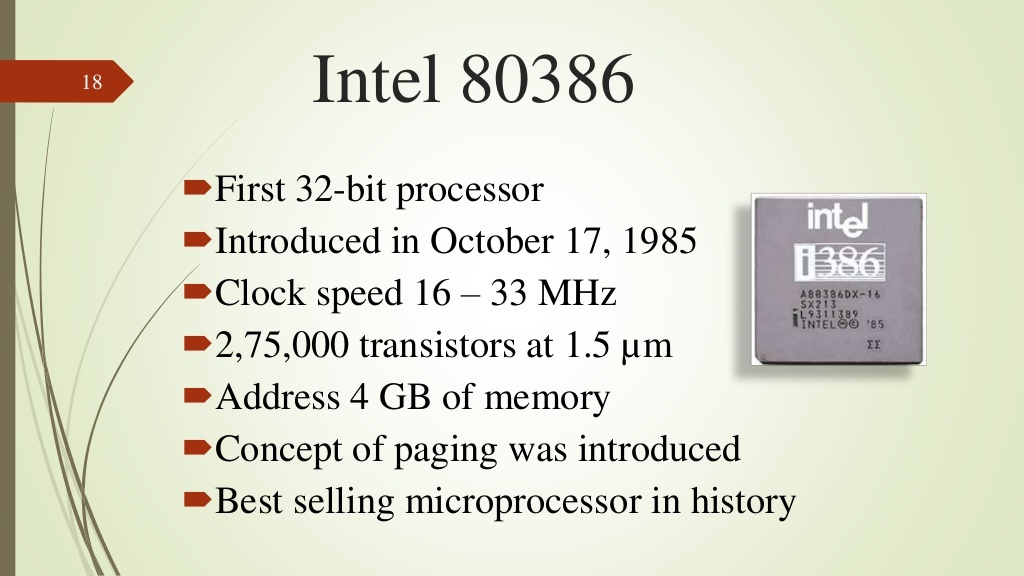 18
Intel 80386
First 32-bit processor
Introduced in October 17, 1985
Clock speed 16 – 33 MHz
2,75,000 transistors at 1.5 µm
Address 4 GB of memory
Concept of paging was introduced
Best selling microprocessor in history
intel
i386
A80386DX-16
SX213
L9311389
INTEL Ⓜ© '85
ΣΣ